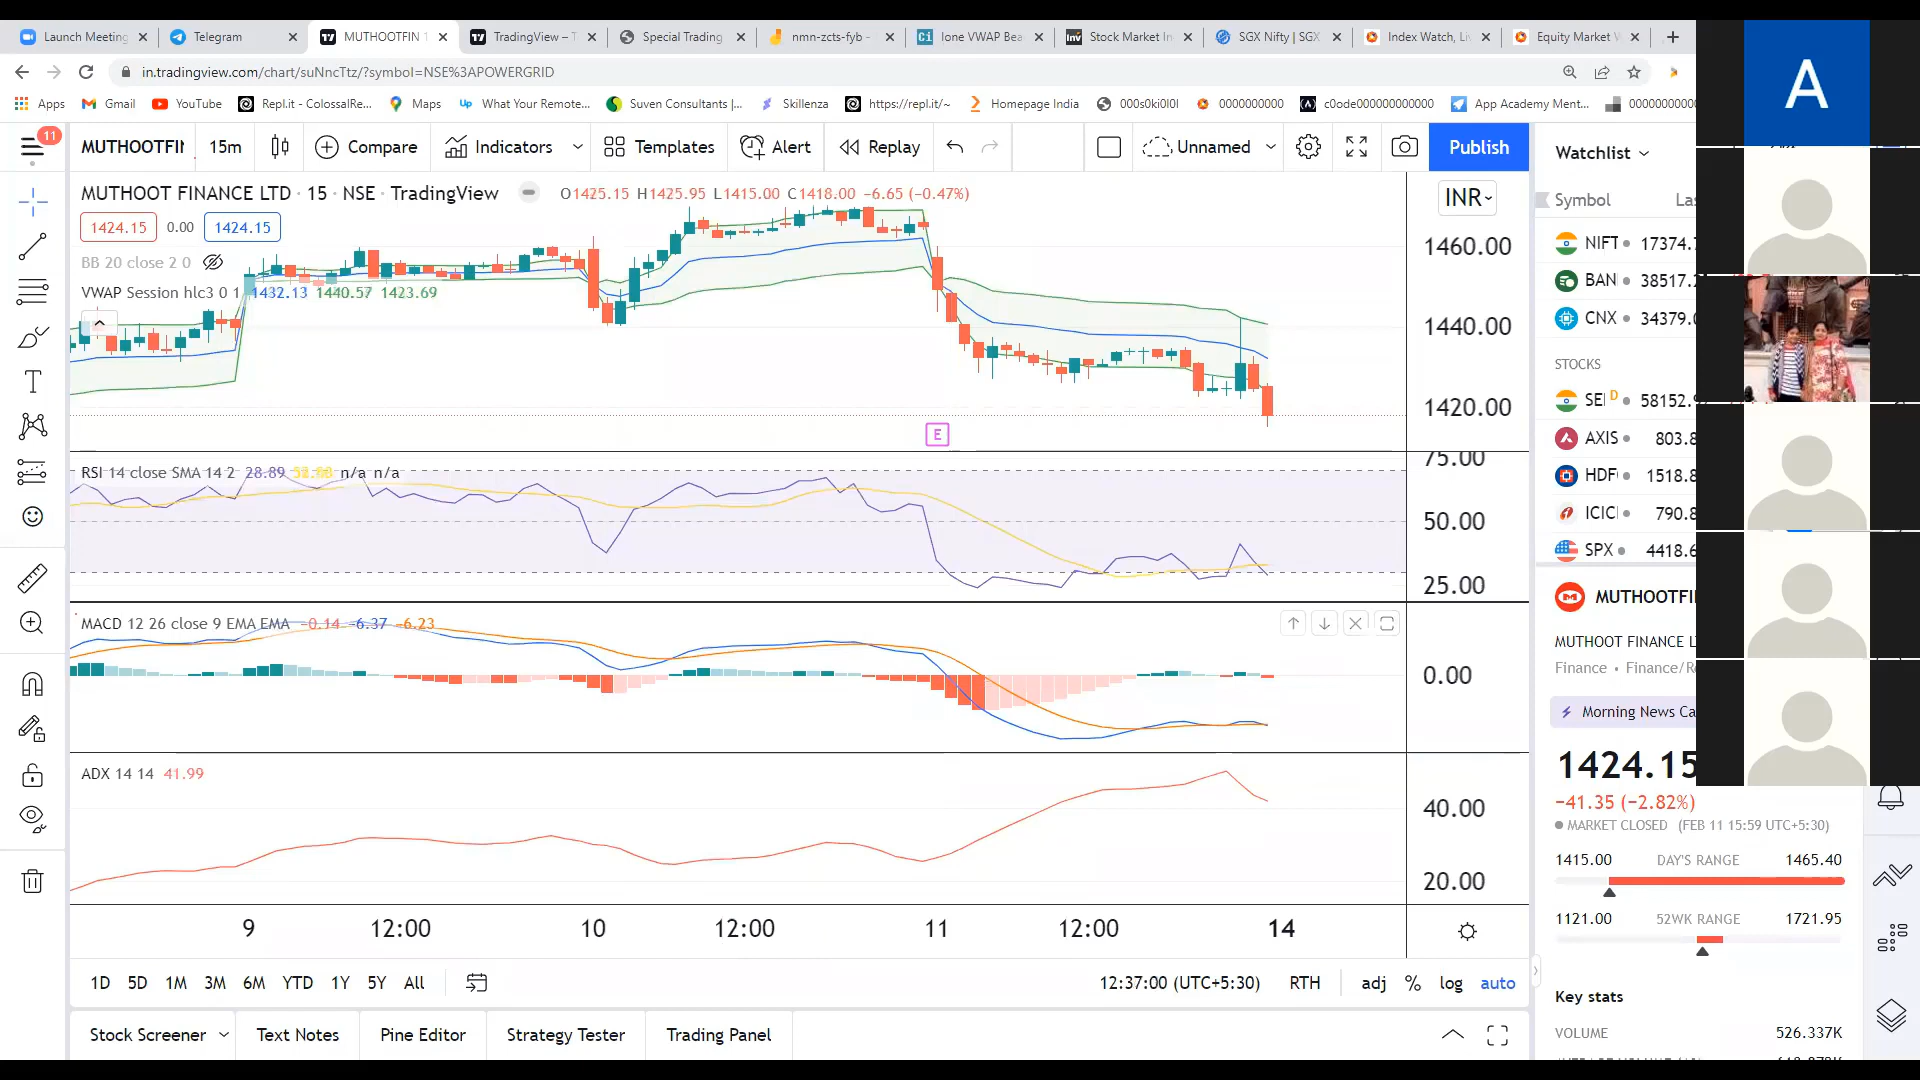 Launch Meeting
Telegram
MUTHOOTFIN
TradingView –
Special Trading
nmn-zcts-fyb -
lone VWAP Bea
Stock Market In
SGX Nifty | SGX
Index Watch, Li
Equity Market
in.tradingview.com/chart/suNncTtz/?symbol=NSE%3APOWERGRID
Apps
Gmail
YouTube
Repl.it - ColossalRe...
Maps
Up What Your Remote...
Suven Consultants |...
Skillenza
https://repl.it/~
Homepage India
000s0ki0l0l
0000000000
c0ode000000000000
App Academy Ment...
11
15m
Compare
Indicators
Templates
Alert
Replay
Unnamed
Publish
Watchlist
MUTHOOT FINANCE LTD · 15 · NSE · TradingView
O1425.15 H1425.95 L1415.00 C1418.00 −6.65 (−0.47%)
INR
1424.15 0.00 1424.15
BB 20 close 2 0
VWAP Session hlc3 0 1 1432.13 1440.57 1423.69
1460.00
1440.00
1420.00
E
RSI 14 close SMA 14 2 28.89 n/a n/a
75.00
50.00
25.00
MACD 12 26 close 9 EMA EMA −0.14 −6.37 −6.23
0.00
ADX 14 14 41.99
40.00
20.00
9 12:00 10 12:00 11 12:00 14
1D 5D 1M 3M 6M YTD 1Y 5Y All
12:37:00 (UTC+5:30) RTH adj % log auto
Stock Screener
Text Notes
Pine Editor
Strategy Tester
Trading Panel
Symbol
NIFT 17374.
BAN 38517.
CNX 34379.
STOCKS
SEI D 58152.
AXIS 803.8
HDF 1518.8
ICIC 790.8
SPX 4418.6
MUTHOOTFI
MUTHOOT FINANCE L
Finance • Finance/R
Morning News Ca
1424.15
−41.35 (−2.82%)
MARKET CLOSED (FEB 11 15:59 UTC+5:30)
1415.00 DAY'S RANGE 1465.40
1121.00 52WK RANGE 1721.95
Key stats
VOLUME 526.337K
A